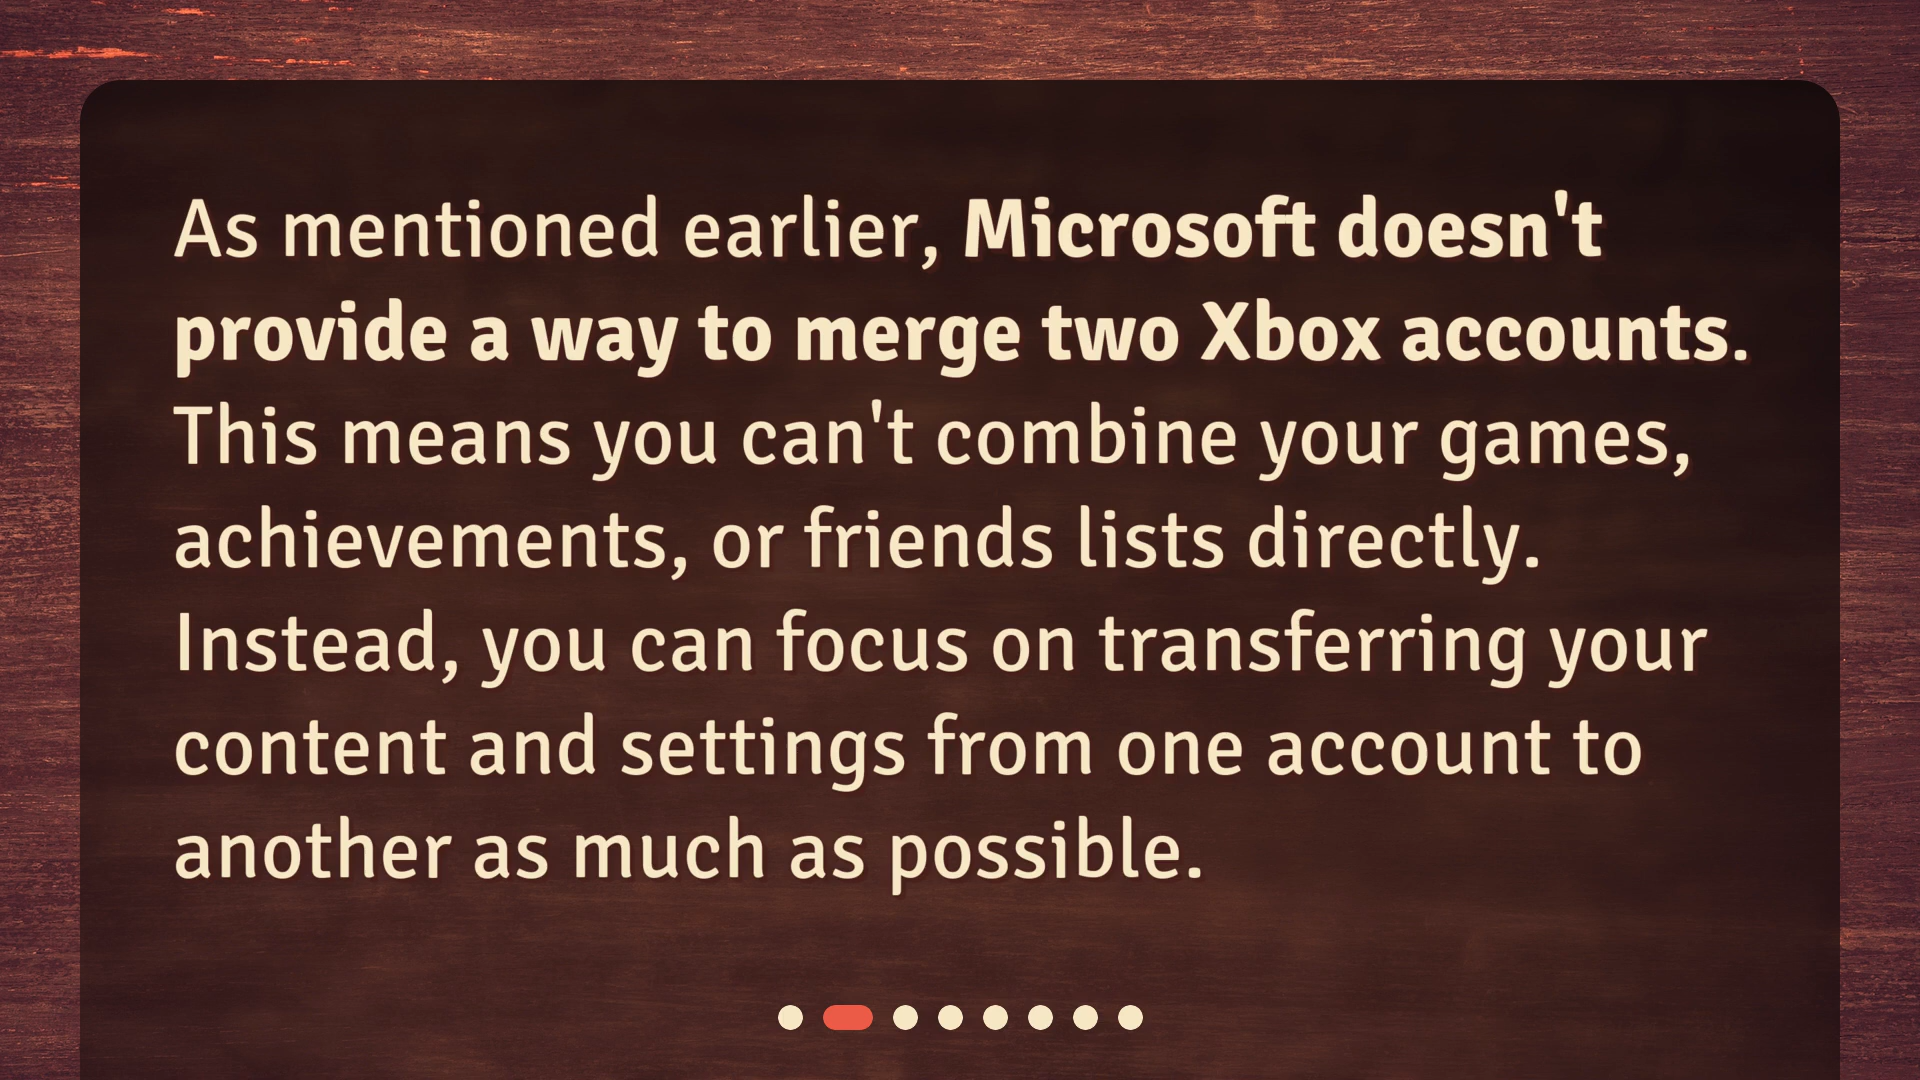 As mentioned earlier, Microsoft doesn't
provide a way to merge two Xbox accounts.
This means you can't combine your games,
achievements, or friends lists directly.
Instead, you can focus on transferring your
content and settings from one account to
another as much as possible.